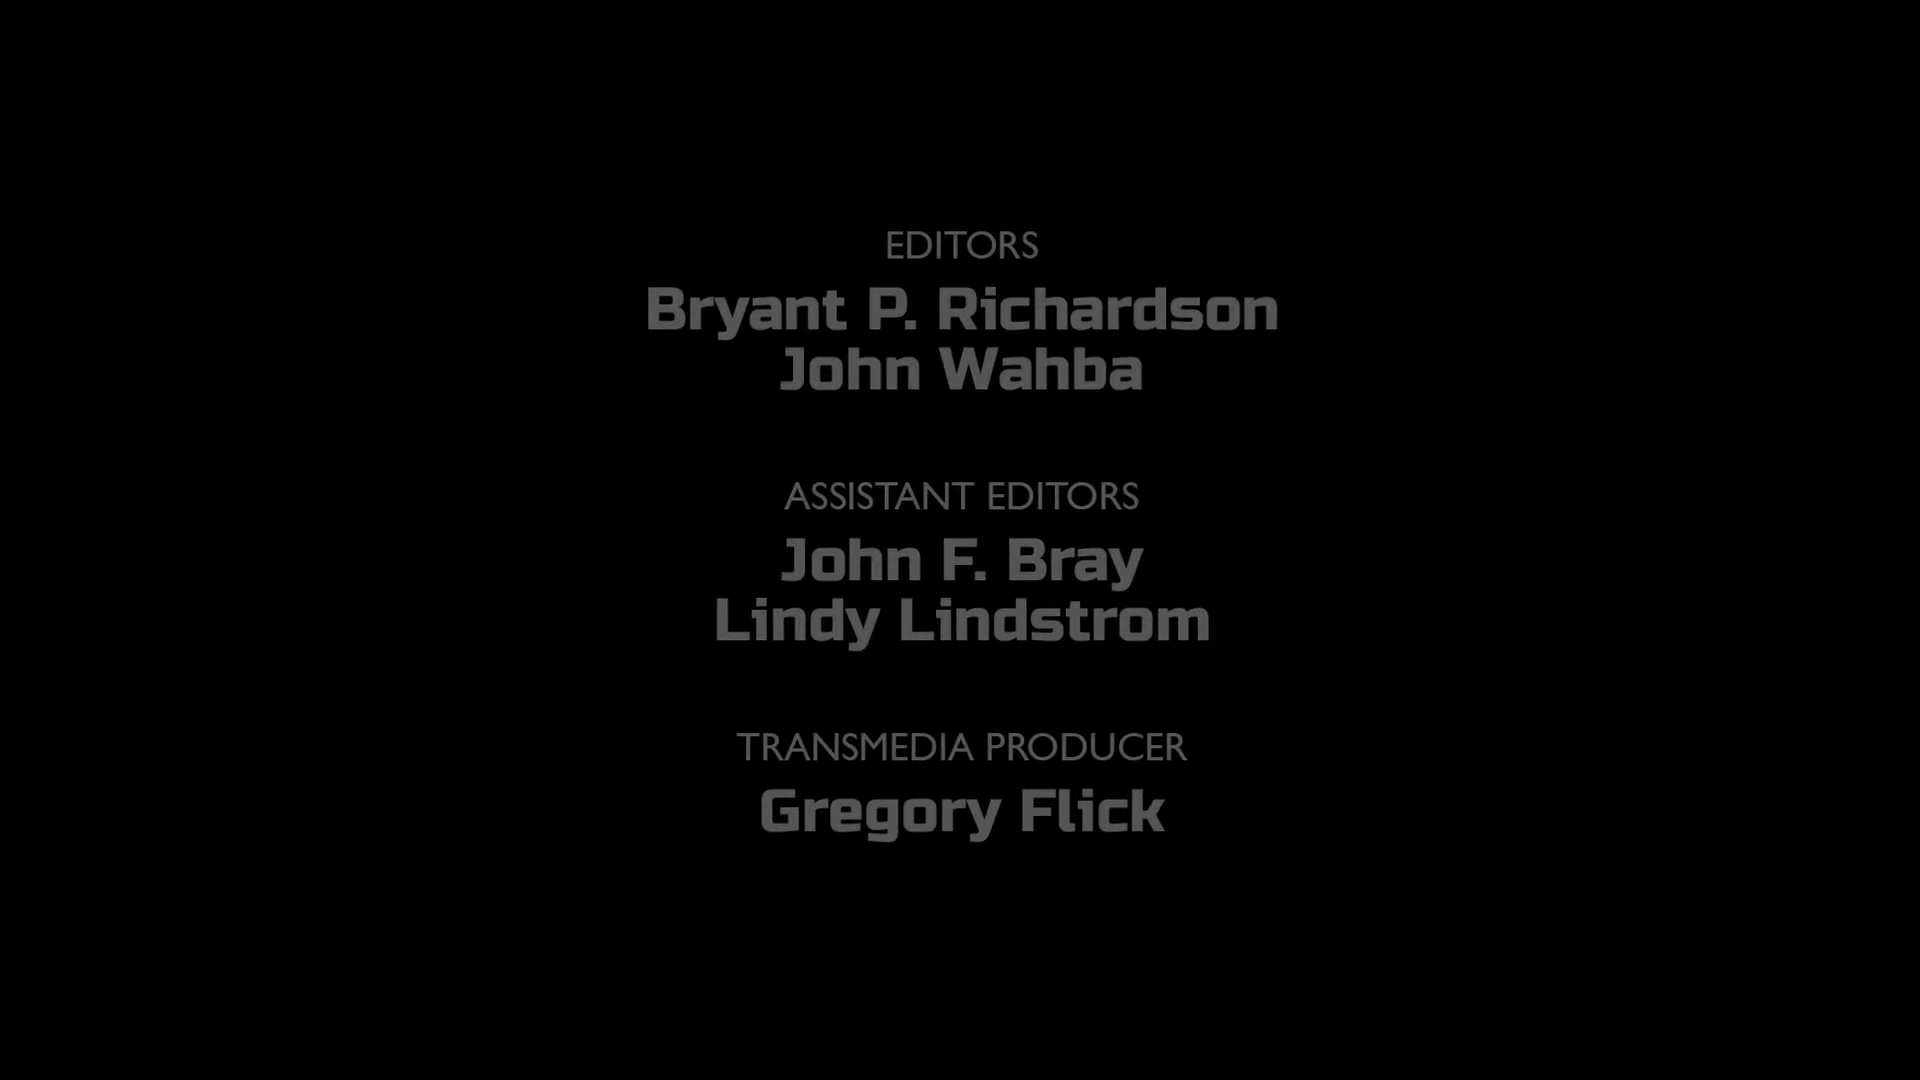 EDITORS
Bryant P. Richardson
John Wahba
ASSISTANT EDITORS
John F. Bray
Lindy Lindstrom
TRANSMEDIA PRODUCER
Gregory Flick